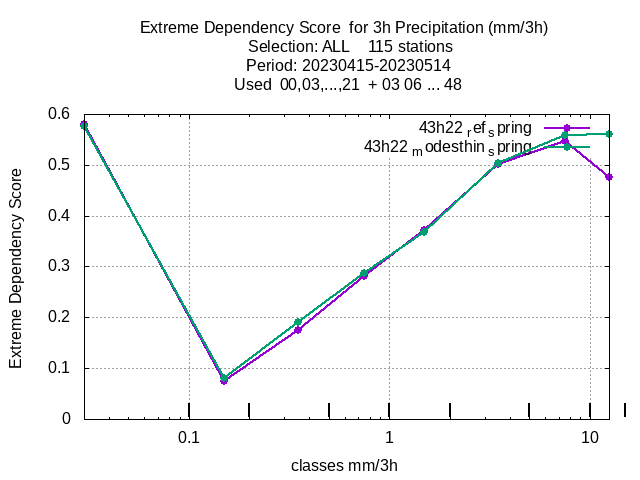 Extreme Dependency Score  for 3h Precipitation (mm/3h)
Selection: ALL    115 stations
Period: 20230415-20230514
Used  00,03,...,21  + 03 06 ... 48
43h22 ref spring
43h22 modesthin spring
Extreme Dependency Score
0.6
0.5
0.4
0.3
0.2
0.1
0
0.1 1 10
classes mm/3h